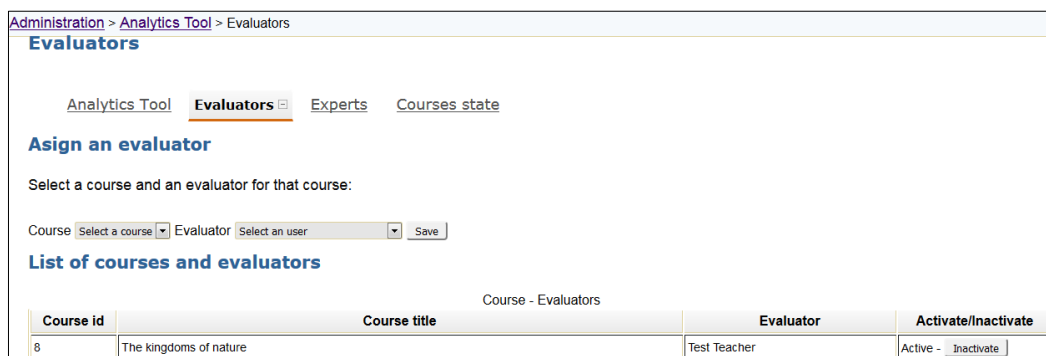 Administration > Analytics Tool > Evaluators
Evaluators
Analytics Tool Evaluators Experts Courses state
Asign an evaluator
Select a course and an evaluator for that course:
Course Select a course Evaluator Select an user Save
List of courses and evaluators
Course - Evaluators
Course id Course title Evaluator Activate/Inactivate
8 The kingdoms of nature Test Teacher Active - Inactivate